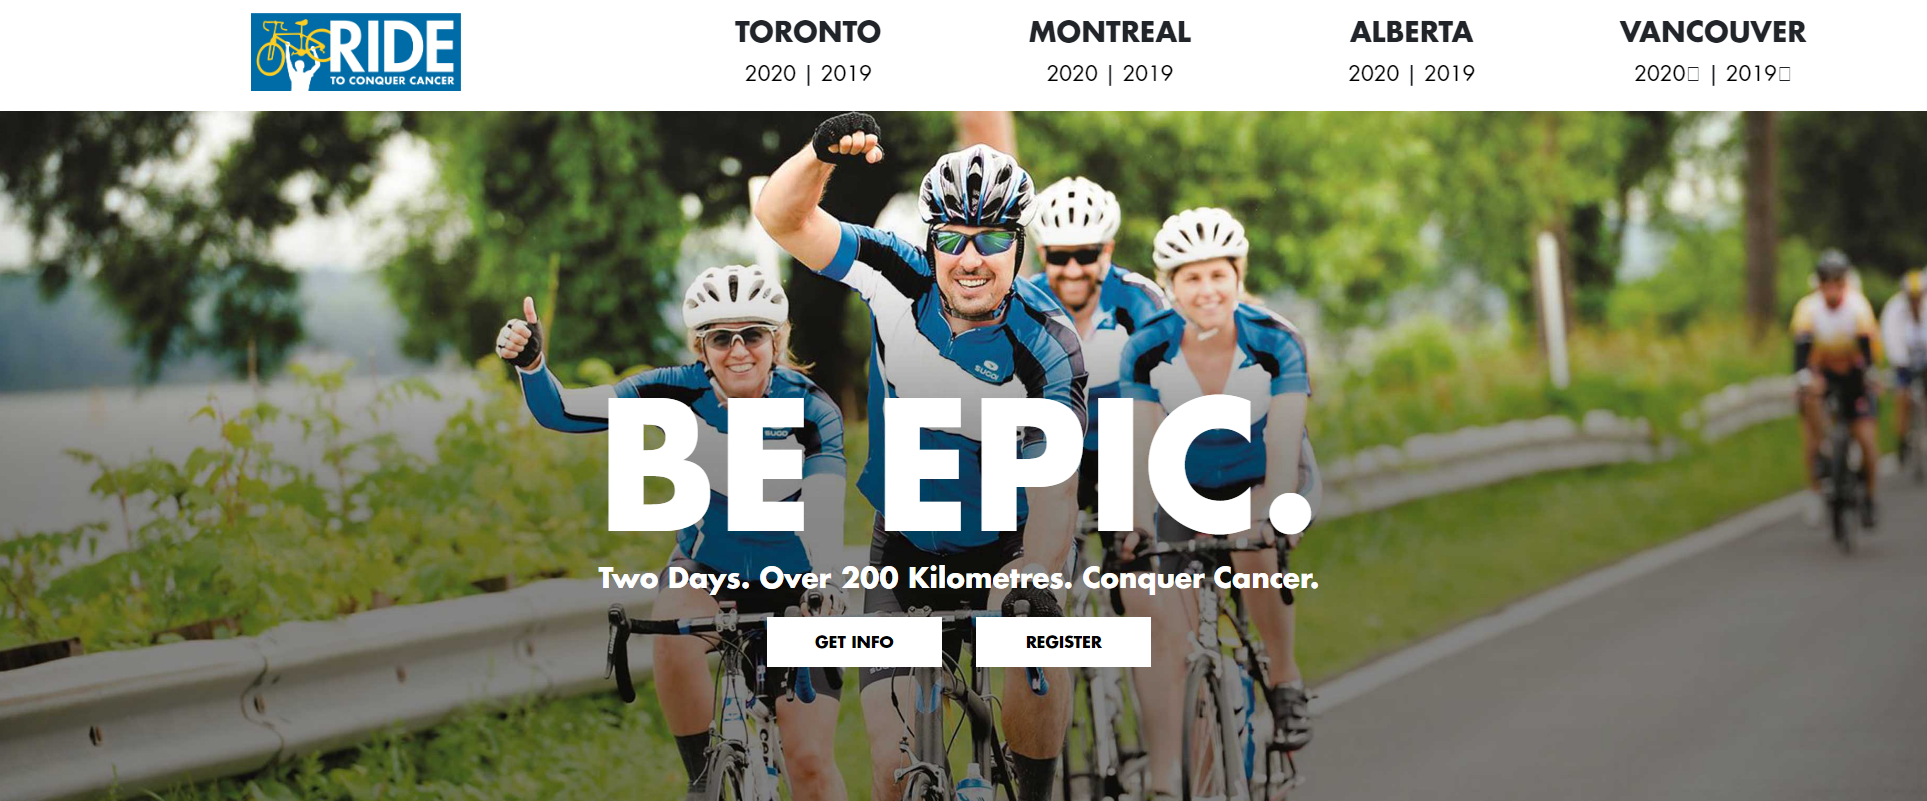 RIDE
TO CONQUER CANCER
TORONTO
2020 | 2019
MONTREAL
2020 | 2019
ALBERTA
2020 | 2019
VANCOUVER
2020□ | 2019□
SUGOI
BE EPIC.
Two Days. Over 200 Kilometres. Conquer Cancer.
GET INFO
REGISTER